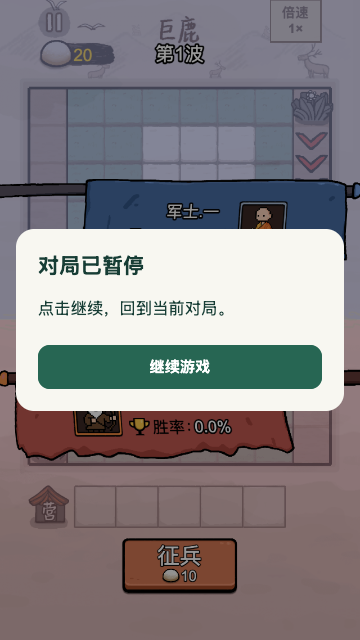 倍速
1×
巨鹿
20
第1波
军士.一
对局已暂停
点击继续，回到当前对局。
继续游戏
胜率：0.0%
营
征兵
10